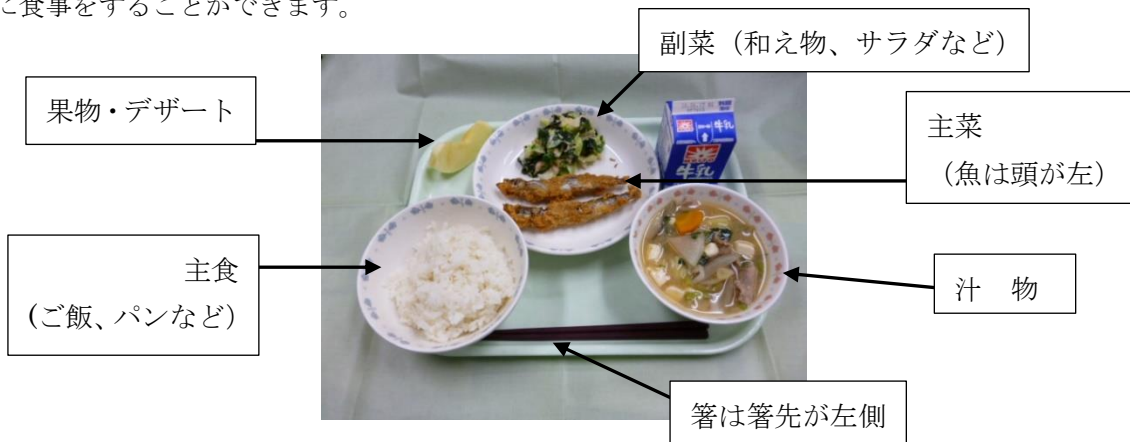 に食事をすることができます。
副菜（和え物、サラダなど）
果物・デザート
主菜
（魚は頭が左）
主食
(ご飯、パンなど）
汁　物
箸は箸先が左側
牛乳